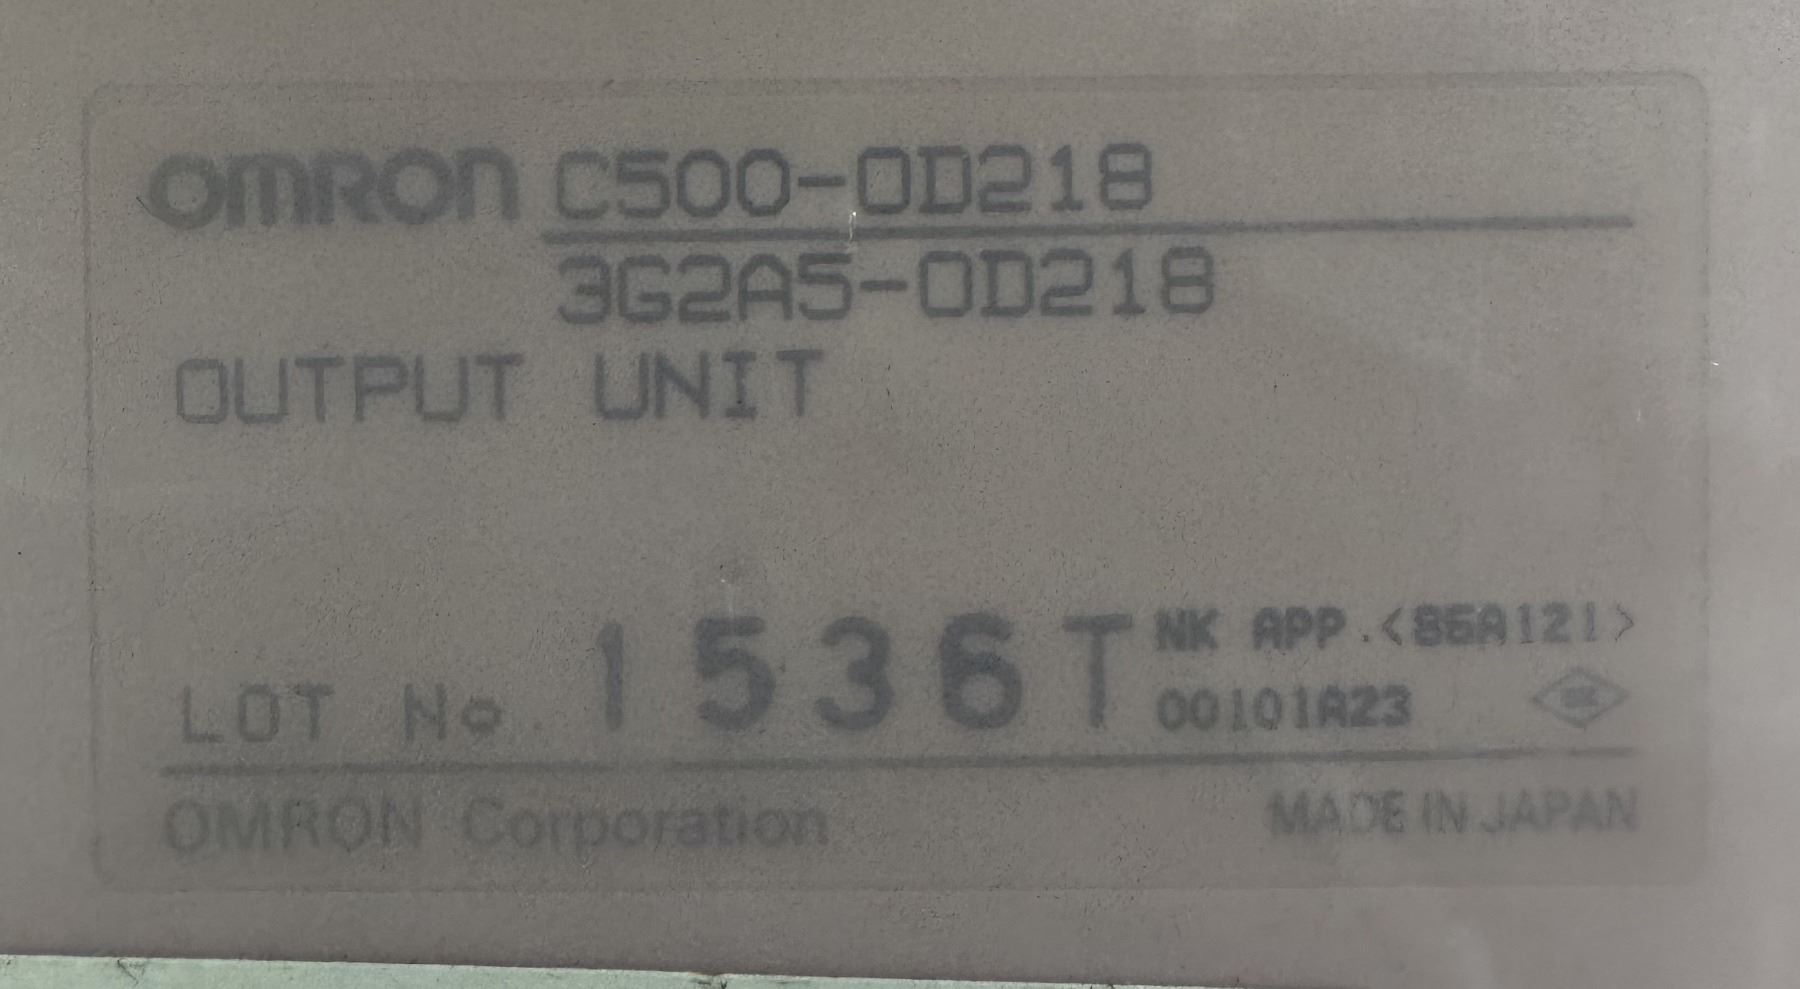 OMRON C500-OD218
3G2A5-OD218
OUTPUT UNIT
NK APP.<86A121>
LOT No. 1536T 00101A23
OMRON Corporation MADE IN JAPAN